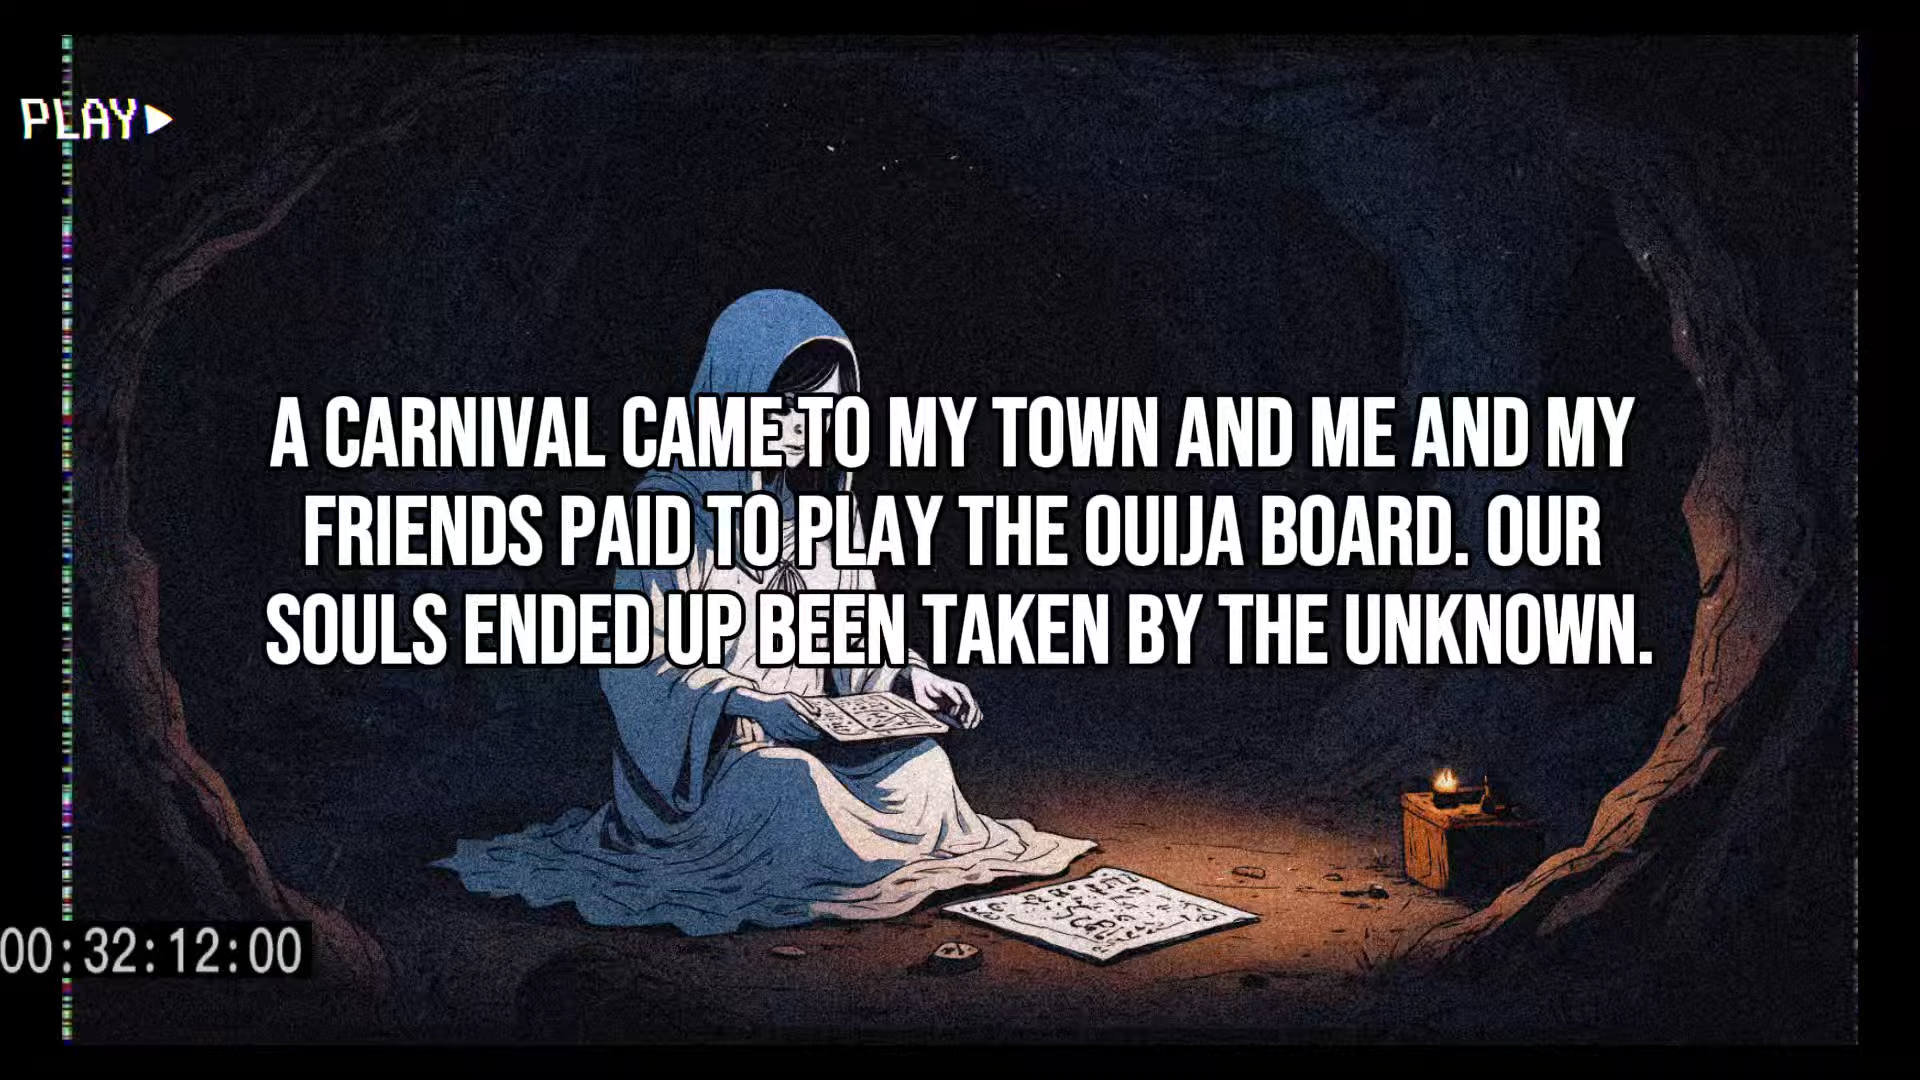 PLAY
A CARNIVAL CAME TO MY TOWN AND ME AND MY
FRIENDS PAID TO PLAY THE OUIJA BOARD. OUR
SOULS ENDED UP BEEN TAKEN BY THE UNKNOWN.
00:32:12:00